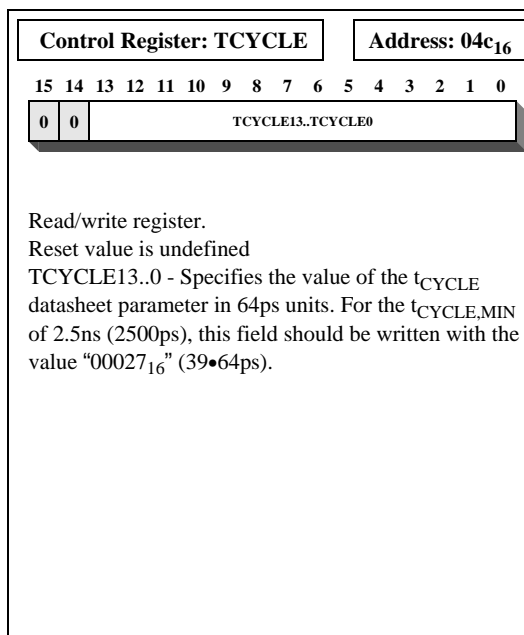 Control Register: TCYCLE Address: 04c16
15 14 13 12 11 10 9 8 7 6 5 4 3 2 1 0
0 0 TCYCLE13..TCYCLE0
Read/write register.
Reset value is undefined
TCYCLE13..0 - Specifies the value of the tCYCLE
datasheet parameter in 64ps units. For the tCYCLE,MIN
of 2.5ns (2500ps), this field should be written with the
value “0002716” (39•64ps).